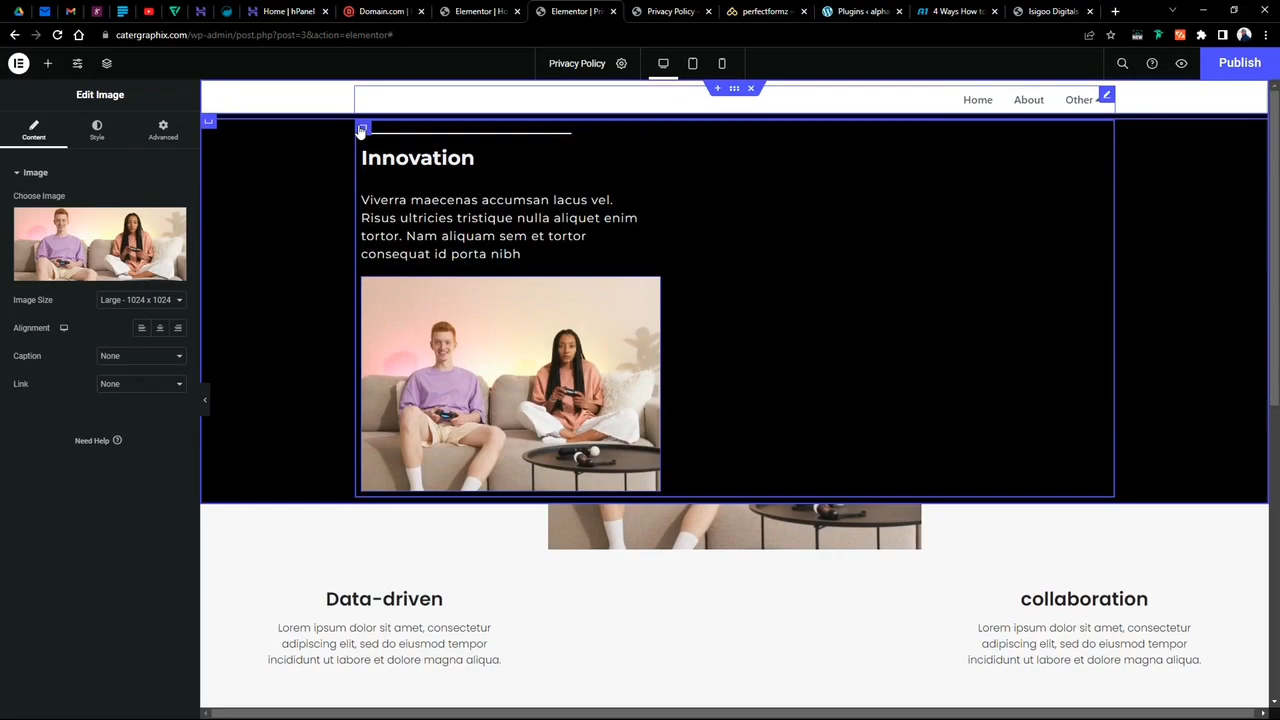 Home | hPanel
Domain.com |
Elementor | Ho
Elementor | Pri
Privacy Policy -
perfectformz –
Plugins ‹ alpha
4 Ways How to
Isigoo Digitals
catergraphix.com/wp-admin/post.php?post=3&action=elementor#
Privacy Policy
Publish
Edit Image
Content
Style
Advanced
Image
Choose Image
Image Size
Large - 1024 x 1024
Alignment
Caption
None
Link
None
Need Help
Home
About
Other
Innovation
Viverra maecenas accumsan lacus vel.
Risus ultricies tristique nulla aliquet enim
tortor. Nam aliquam sem et tortor
consequat id porta nibh
Data-driven
Lorem ipsum dolor sit amet, consectetur
adipiscing elit, sed do eiusmod tempor
incididunt ut labore et dolore magna aliqua.
collaboration
Lorem ipsum dolor sit amet, consectetur
adipiscing elit, sed do eiusmod tempor
incididunt ut labore et dolore magna aliqua.